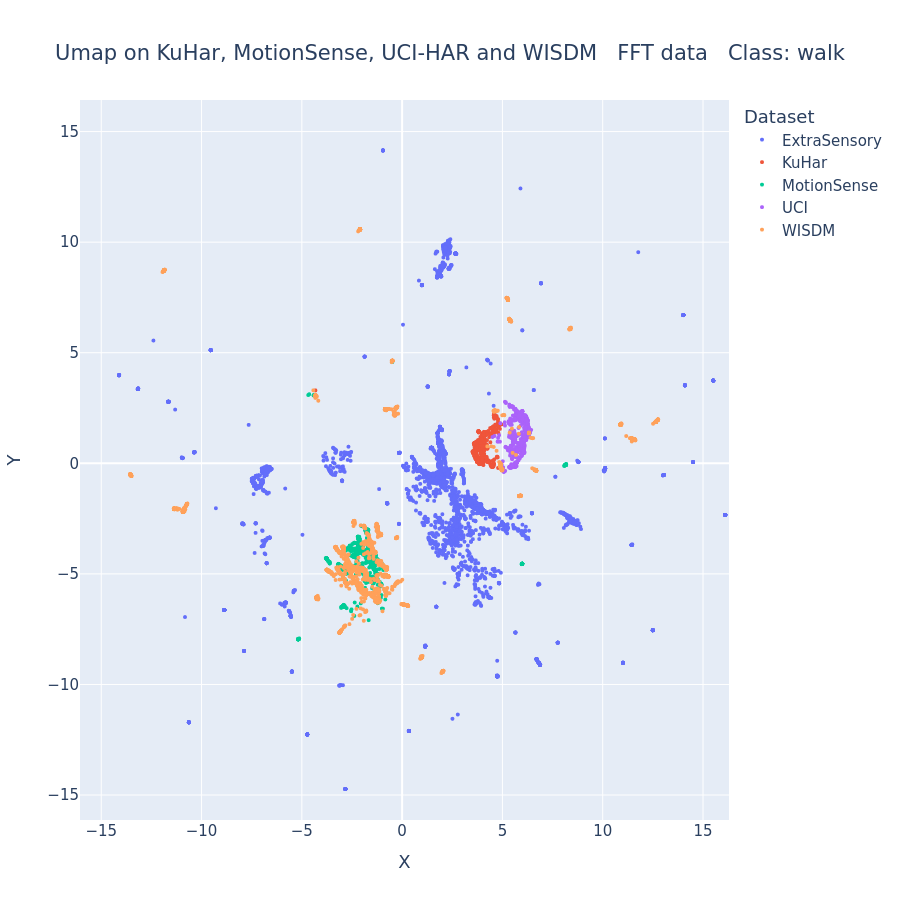 Umap on KuHar, MotionSense, UCI-HAR and WISDM   FFT data   Class: walk
Dataset
ExtraSensory
KuHar
MotionSense
UCI
WISDM
15
10
5
0
−5
−10
−15
Y
−15
−10
−5
0
5
10
15
X